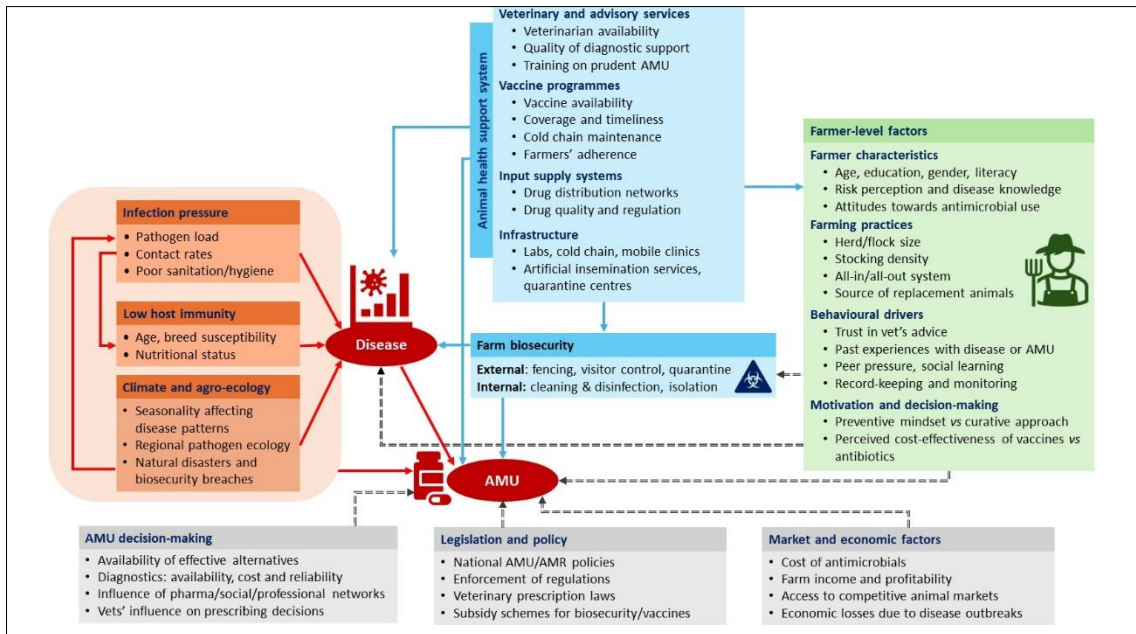 Veterinary and advisory services
• Veterinarian availability
• Quality of diagnostic support
• Training on prudent AMU
Vaccine programmes
• Vaccine availability
• Coverage and timeliness
• Cold chain maintenance
• Farmers' adherence
Input supply systems
• Drug distribution networks
• Drug quality and regulation
Infrastructure
• Labs, cold chain, mobile clinics
• Artificial insemination services,
quarantine centres
Animal health support system
Farmer-level factors
Farmer characteristics
• Age, education, gender, literacy
• Risk perception and disease knowledge
• Attitudes towards antimicrobial use
Farming practices
• Herd/flock size
• Stocking density
• All-in/all-out system
• Source of replacement animals
Behavioural drivers
• Trust in vet's advice
• Past experiences with disease or AMU
• Peer pressure, social learning
• Record-keeping and monitoring
Motivation and decision-making
• Preventive mindset vs curative approach
• Perceived cost-effectiveness of vaccines vs
antibiotics
Infection pressure
• Pathogen load
• Contact rates
• Poor sanitation/hygiene
Low host immunity
• Age, breed susceptibility
• Nutritional status
Climate and agro-ecology
• Seasonality affecting
disease patterns
• Regional pathogen ecology
• Natural disasters and
biosecurity breaches
Disease
Farm biosecurity
External: fencing, visitor control, quarantine
Internal: cleaning & disinfection, isolation
AMU
AMU decision-making
• Availability of effective alternatives
• Diagnostics: availability, cost and reliability
• Influence of pharma/social/professional networks
• Vets' influence on prescribing decisions
Legislation and policy
• National AMU/AMR policies
• Enforcement of regulations
• Veterinary prescription laws
• Subsidy schemes for biosecurity/vaccines
Market and economic factors
• Cost of antimicrobials
• Farm income and profitability
• Access to competitive animal markets
• Economic losses due to disease outbreaks